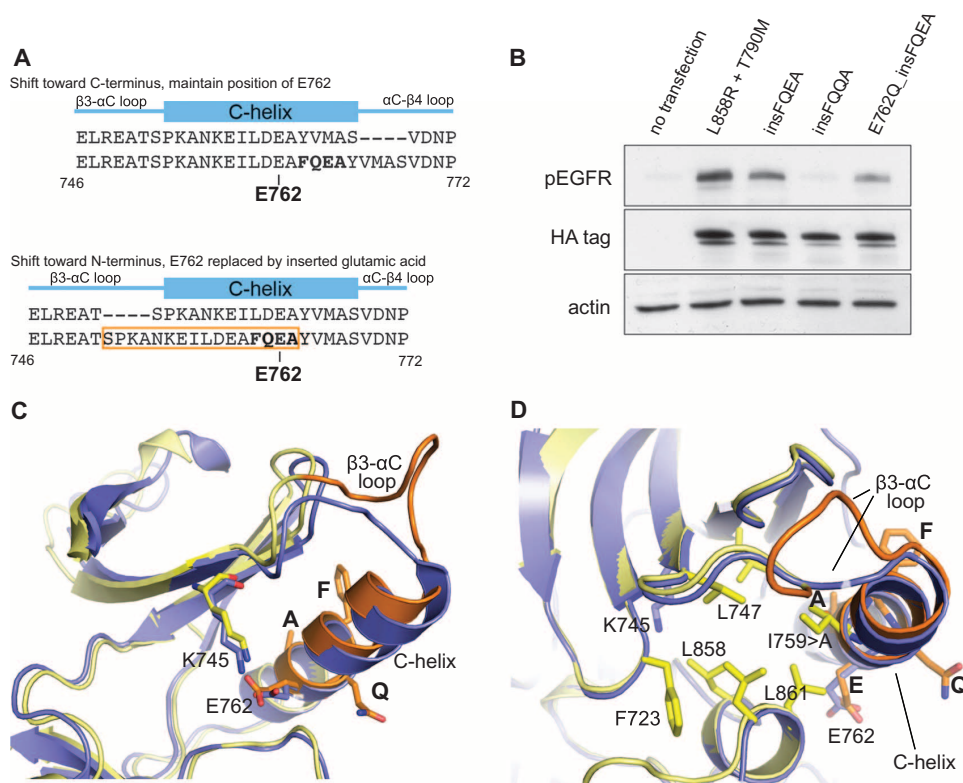 A
Shift toward C-terminus, maintain position of E762
β3-αC loop
C-helix
αC-β4 loop
ELREATSPKANKEILDEAYVMAS----VDNP
ELREATSPKANKEILDEAFQEAYVMASVDNP
746
772
E762
Shift toward N-terminus, E762 replaced by inserted glutamic acid
β3-αC loop
C-helix
αC-β4 loop
ELREAT----SPKANKEILDEAYVMASVDNP
ELREATSPKANKEILDEAFQEAYVMASVDNP
746
772
E762
B
no transfection
L858R + T790M
insFQEA
insFQQA
E762Q_insFQEA
pEGFR
HA tag
actin
C
β3-αC
loop
F
A
K745
C-helix
E762
Q
D
β3-αC
loop
F
L747
A
K745
I759>A
L858
E
Q
L861
F723
E762
C-helix